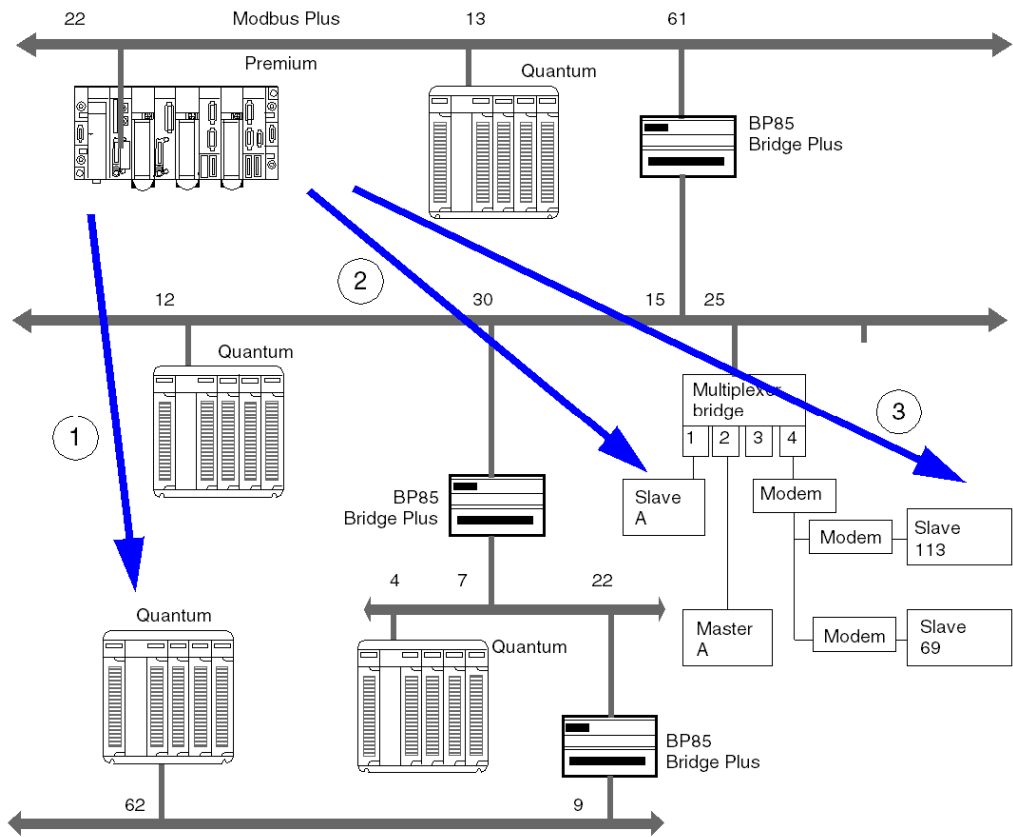 22
Modbus Plus
13
61
Premium
Quantum
BP85
Bridge Plus
2
12
30
15
25
Quantum
Multiplexer
bridge
1
2
3
4
3
1
BP85
Bridge Plus
Slave
A
Modem
Modem
Slave
113
4
7
22
Quantum
Quantum
Master
A
Modem
Slave
69
BP85
Bridge Plus
62
9